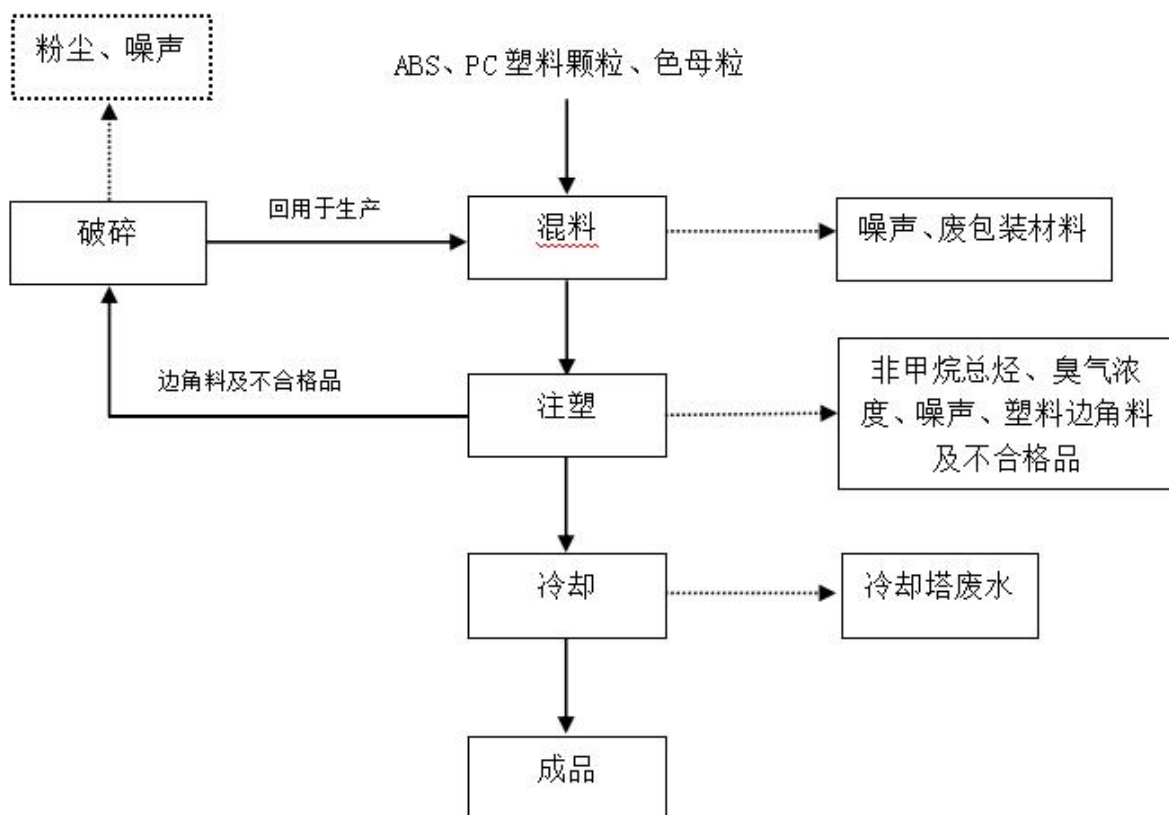 粉尘、噪声
ABS、PC 塑料颗粒、色母粒
破碎
回用于生产
混料
噪声、废包装材料
边角料及不合格品
注塑
非甲烷总烃、臭气浓
度、噪声、塑料边角料
及不合格品
冷却
冷却塔废水
成品